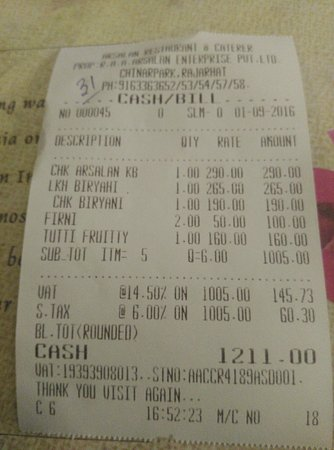 ARSALAN RESTAURANT & CATERER
PROP.R.A.A.ARSALAN ENTERPRISE PVT.LTD
CHINARPARK,RAJARHAT
PH:9163363652/53/54/57/58.
31
CASH/BILL
NO 000045 0 SLM- 0 01-09-2016
DESCRIPTION QTY RATE AMOUNT
CHK ARSALAN KB 1.00 290.00 290.00
LKH BIRYAHI . 1.00 265.00 265.00
CHK BIRYANI 1.00 190.00 190.00
FIRNI 2.00 50.00 100.00
TUTTI FRUITTY 1.00 160.00 160.00
SUB_TOT ITM= 5 Q-6.00 1005.00
VAT @14.50% ON 1005.00 145.73
S.TAX @ 6.00% ON 1005.00 60.30
BL.TOT(ROUNDED)
CASH 1211.00
VAT:19393908013..STNO:AACCR4189ASD001.
THANK YOU VISIT AGAIN...
C 6 16:52:23 M/C NO 18